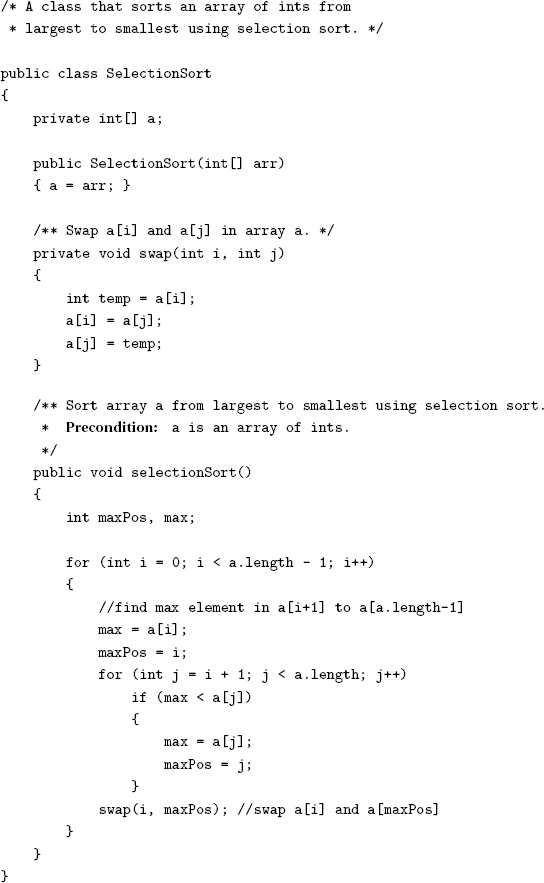 /* A class that sorts an array of ints from
 * largest to smallest using selection sort. */

public class SelectionSort
{
    private int[] a;

    public SelectionSort(int[] arr)
    { a = arr; }

    /** Swap a[i] and a[j] in array a. */
    private void swap(int i, int j)
    {
        int temp = a[i];
        a[i] = a[j];
        a[j] = temp;
    }

    /** Sort array a from largest to smallest using selection sort.
     *  Precondition:  a is an array of ints.
     */
    public void selectionSort()
    {
        int maxPos, max;

        for (int i = 0; i < a.length - 1; i++)
        {
            //find max element in a[i+1] to a[a.length-1]
            max = a[i];
            maxPos = i;
            for (int j = i + 1; j < a.length; j++)
                if (max < a[j])
                {
                    max = a[j];
                    maxPos = j;
                }
            swap(i, maxPos); //swap a[i] and a[maxPos]
        }
    }
}